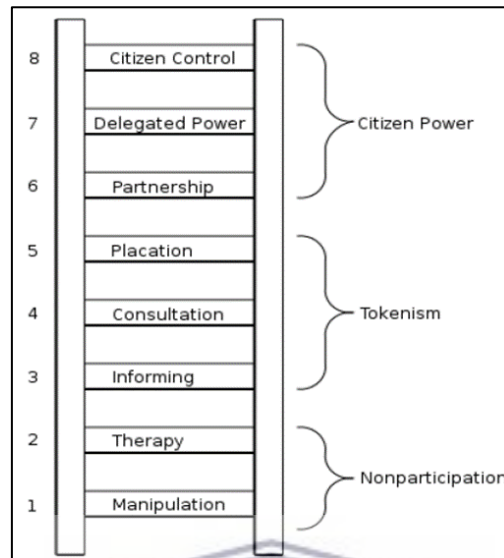 8 Citizen Control
7 Delegated Power
Citizen Power
6 Partnership
5 Placation
4 Consultation
Tokenism
3 Informing
2 Therapy
Nonparticipation
1 Manipulation